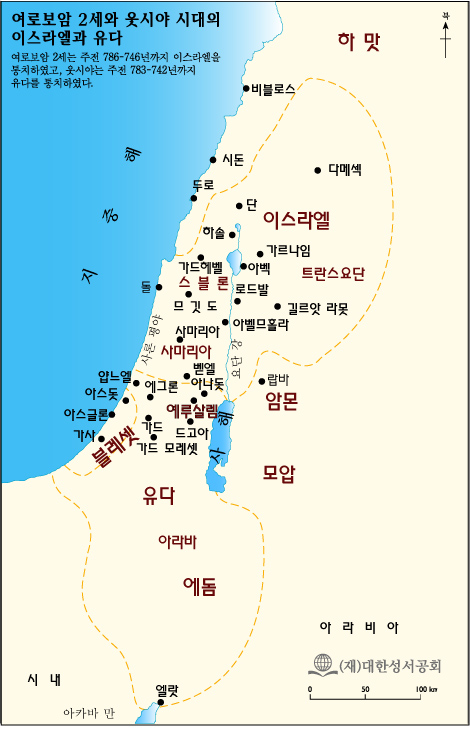 여로보암 2세와 웃시야 시대의
이스라엘과 유다
여로보암 2세는 주전 786-746년까지 이스라엘을
통치하였고, 웃시야는 주전 783-742년까지
유다를 통치하였다.
북
하 맛
비블로스
시돈
다메섹
두로
단
이스라엘
하솔
가르나임
지 중 해
가드헤벨
아벡
트란스요단
스 블 론
돌
로드발
므 깃 도
길르앗 라못
아벨므홀라
사마리아
샤론 평야
사마리아
요단 강
벧엘
얍느엘
에그론
아나돗
랍바
아스돗
예루살렘
암몬
아스글론
가드
드고아
가사
가드 모레셋
블레셋
사 해
모압
유다
아라바
에돔
아 라 비 아
(재)대한성서공회
시 내
엘랏
0 50 100 km
아카바 만